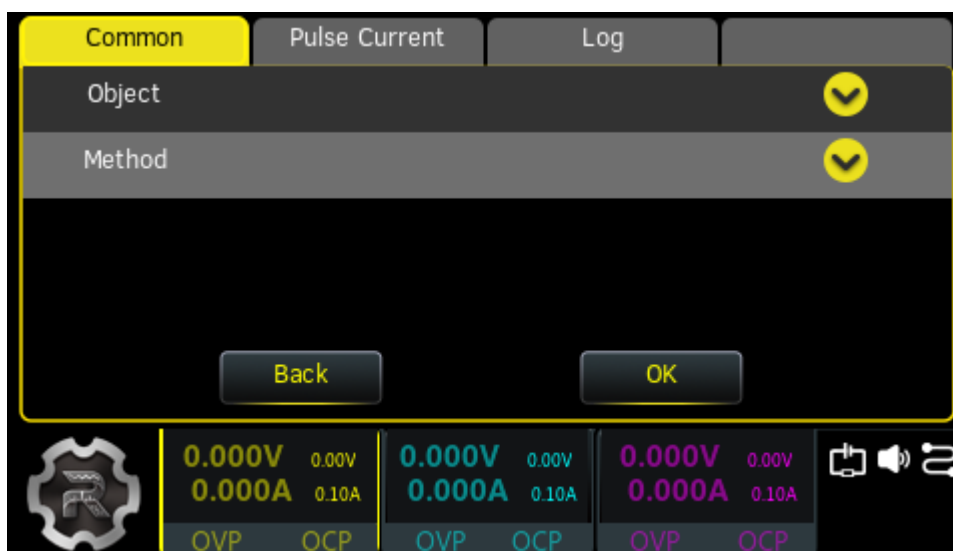 Common Pulse Current Log
Object
Method
Back OK
0.000V 0.00V 0.000V 0.00V 0.000V 0.00V
0.000A 0.10A 0.000A 0.10A 0.000A 0.10A
OVP OCP OVP OCP OVP OCP